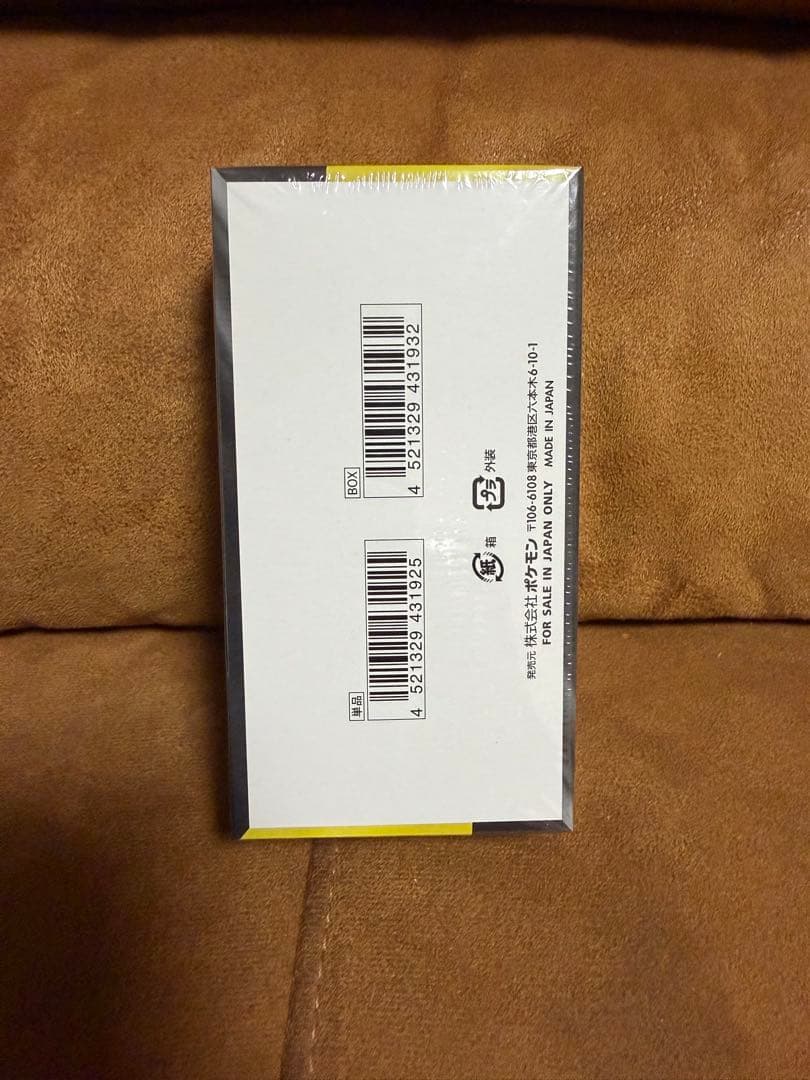 単品
4 521329 431925
BOX
4 521329 431932
紙 箱
プラ 外装
発売元 株式会社 ポケモン 〒106-6108 東京都港区六本木6-10-1
FOR SALE IN JAPAN ONLY MADE IN JAPAN